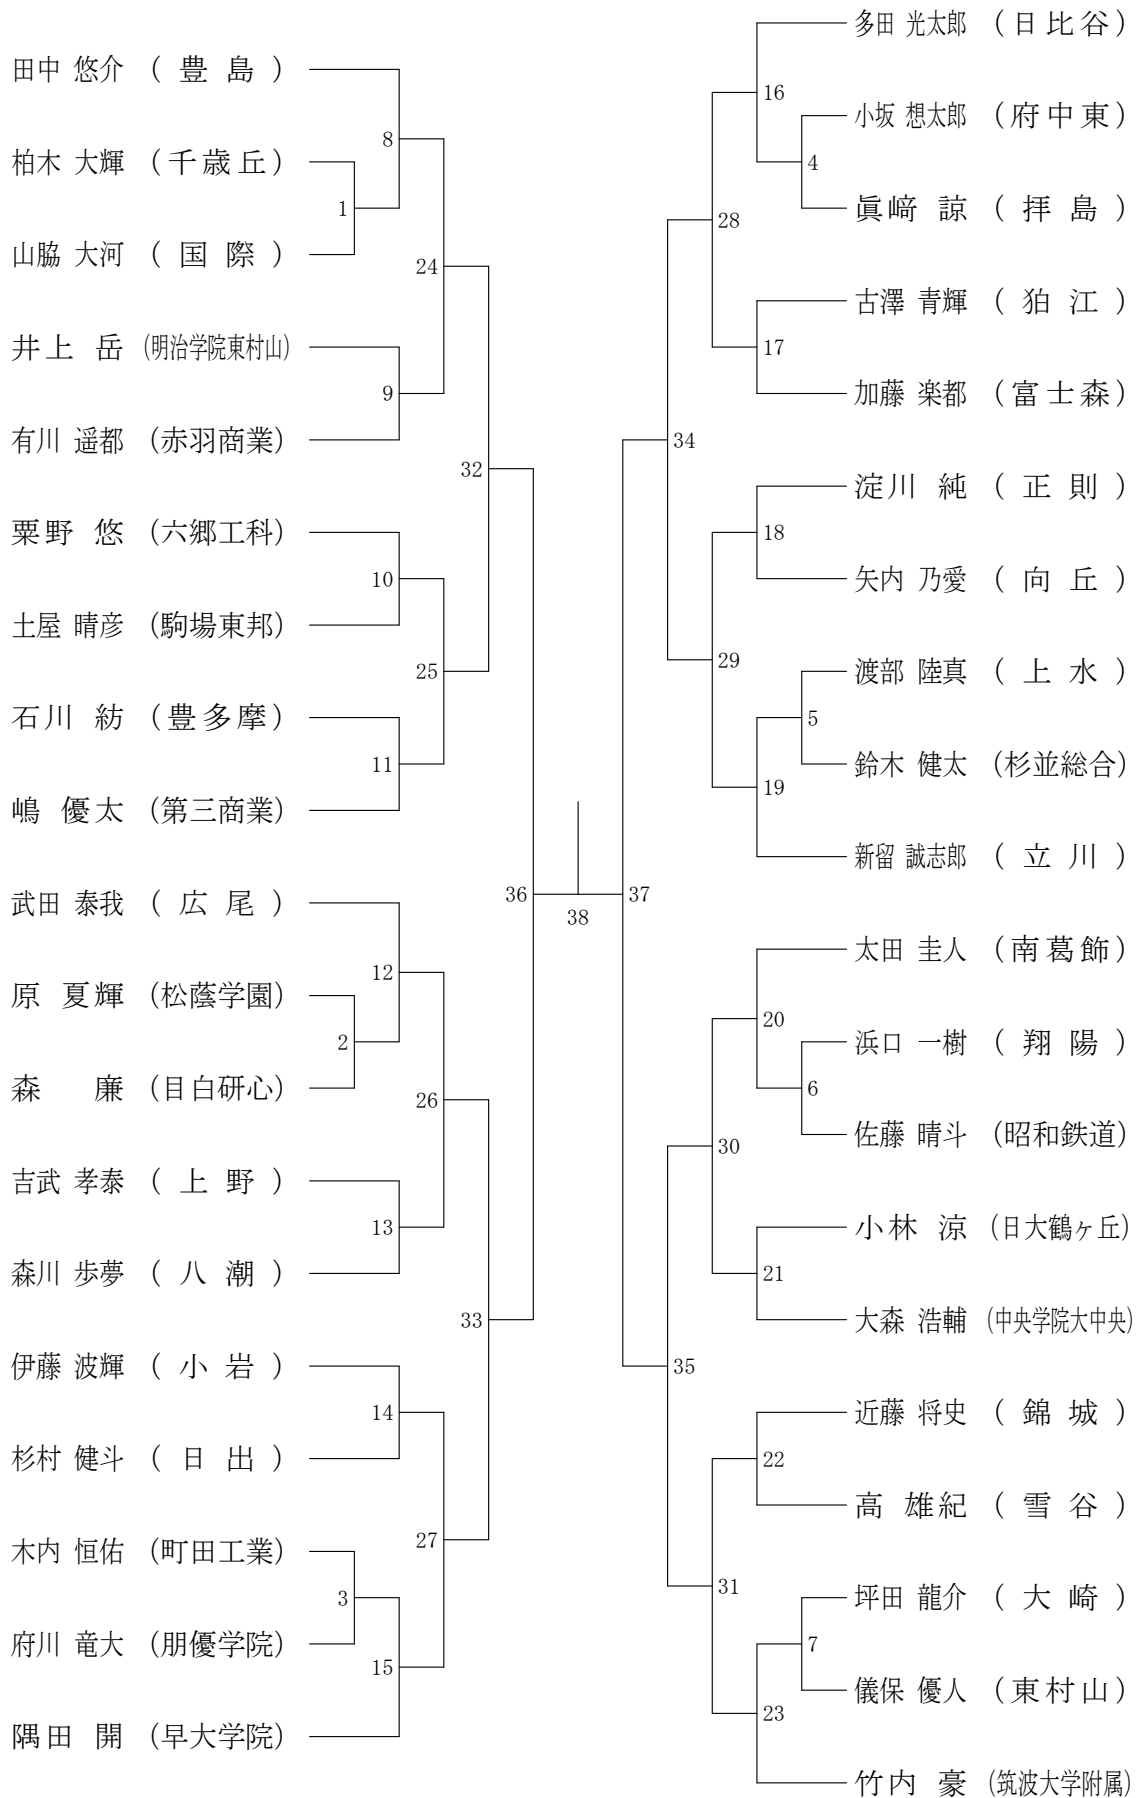 田中 悠介 （ 豊 島 ）
8
柏木 大輝 （千歳丘）
1
山脇 大河 （ 国 際 ）
24
井上 岳 (明治学院東村山)
9
有川 遥都 (赤羽商業)
32
粟野 悠 (六郷工科)
10
土屋 晴彦 (駒場東邦)
25
石川 紡 （豊多摩）
11
嶋 優太 (第三商業)
36
武田 泰我 （ 広 尾 ）
12
原 夏輝 (松蔭学園)
2
森 廉 (目白研心)
26
吉武 孝泰 （ 上 野 ）
13
森川 歩夢 （ 八 潮 ）
33
伊藤 波輝 （ 小 岩 ）
14
杉村 健斗 （ 日 出 ）
27
木内 恒佑 (町田工業)
3
府川 竜大 (朋優学院)
15
隅田 開 (早大学院)
38
多田 光太郎 （日比谷）
16
小坂 想太郎 （府中東）
4
眞﨑 諒 （ 拝 島 ）
28
古澤 青輝 （ 狛 江 ）
17
加藤 楽都 （富士森）
34
淀川 純 （ 正 則 ）
18
矢内 乃愛 （ 向 丘 ）
29
渡部 陸真 （ 上 水 ）
5
鈴木 健太 (杉並総合)
19
新留 誠志郎 （ 立 川 ）
37
太田 圭人 （南葛飾）
20
浜口 一樹 （ 翔 陽 ）
6
佐藤 晴斗 (昭和鉄道)
30
小林 涼 (日大鶴ヶ丘)
21
大森 浩輔 (中央学院大中央)
35
近藤 将史 （ 錦 城 ）
22
高 雄紀 （ 雪 谷 ）
31
坪田 龍介 （ 大 崎 ）
7
儀保 優人 （東村山）
23
竹内 豪 (筑波大学附属)